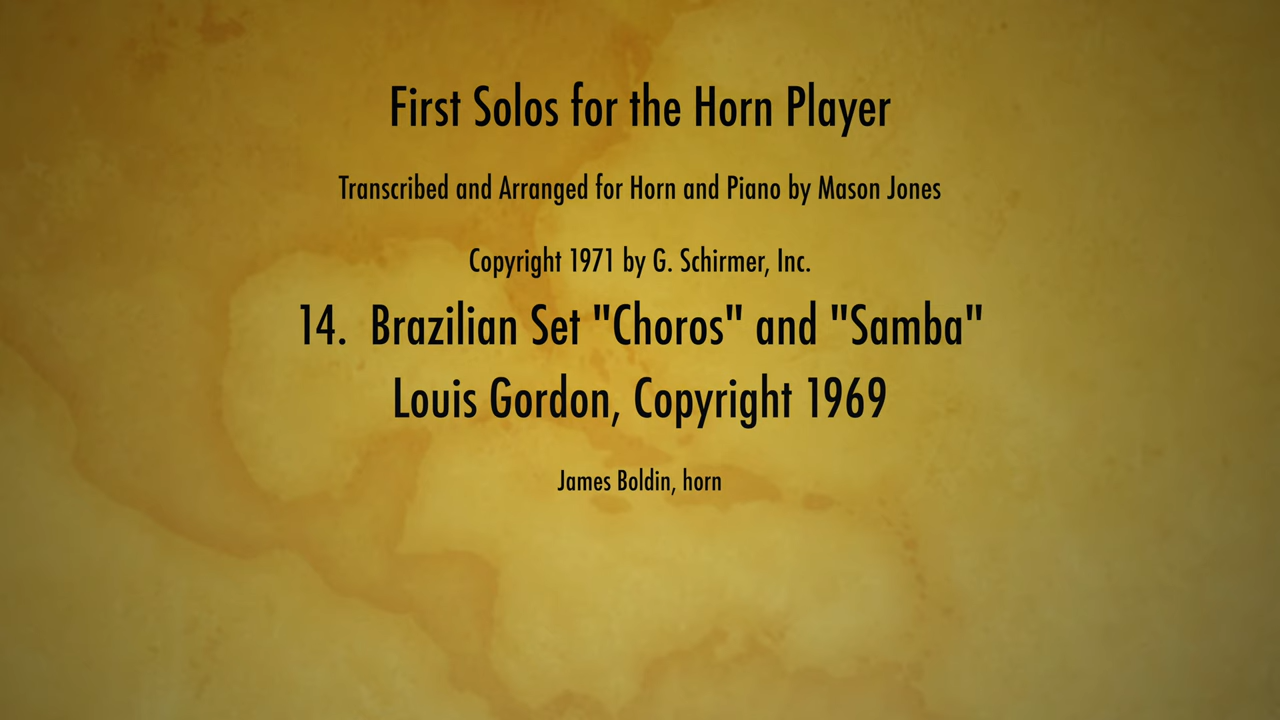 First Solos for the Horn Player
Transcribed and Arranged for Horn and Piano by Mason Jones
Copyright 1971 by G. Schirmer, Inc.
14. Brazilian Set "Choros" and "Samba"
Louis Gordon, Copyright 1969
James Boldin, horn